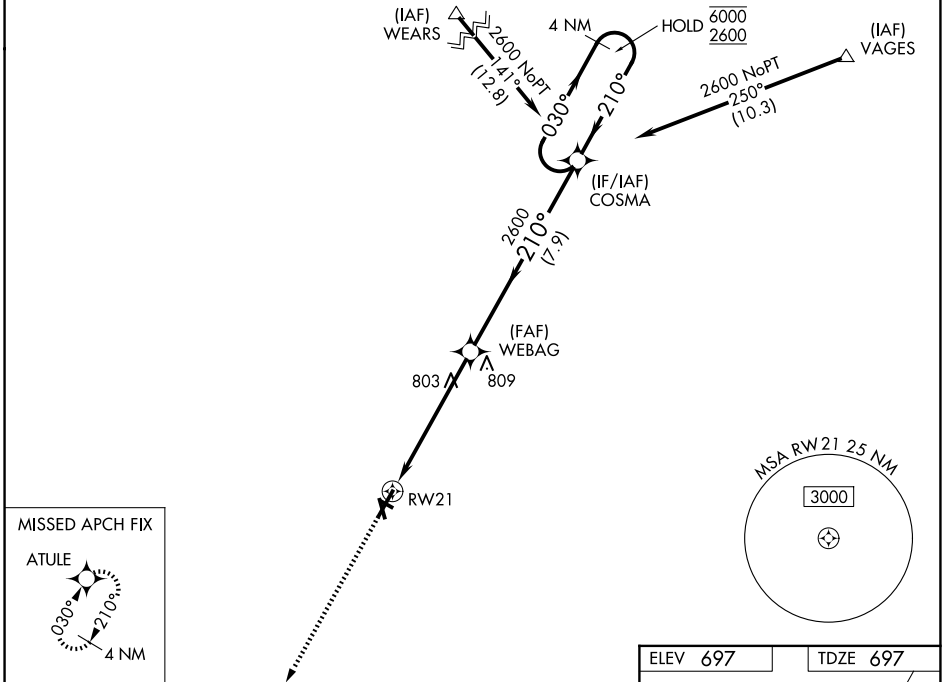 (IAF)
WEARS
2600 NoPT
141°
(12.8)
4 NM
HOLD 6000
2600
030°
210°
(IAF)
VAGES
2600 NoPT
250°
(10.3)
(IF/IAF)
COSMA
2600
210°
(7.9)
(FAF)
WEBAG
803
809
RW21
MSA RW21 25 NM
3000
MISSED APCH FIX
ATULE
030°
210°
4 NM
ELEV 697
TDZE 697